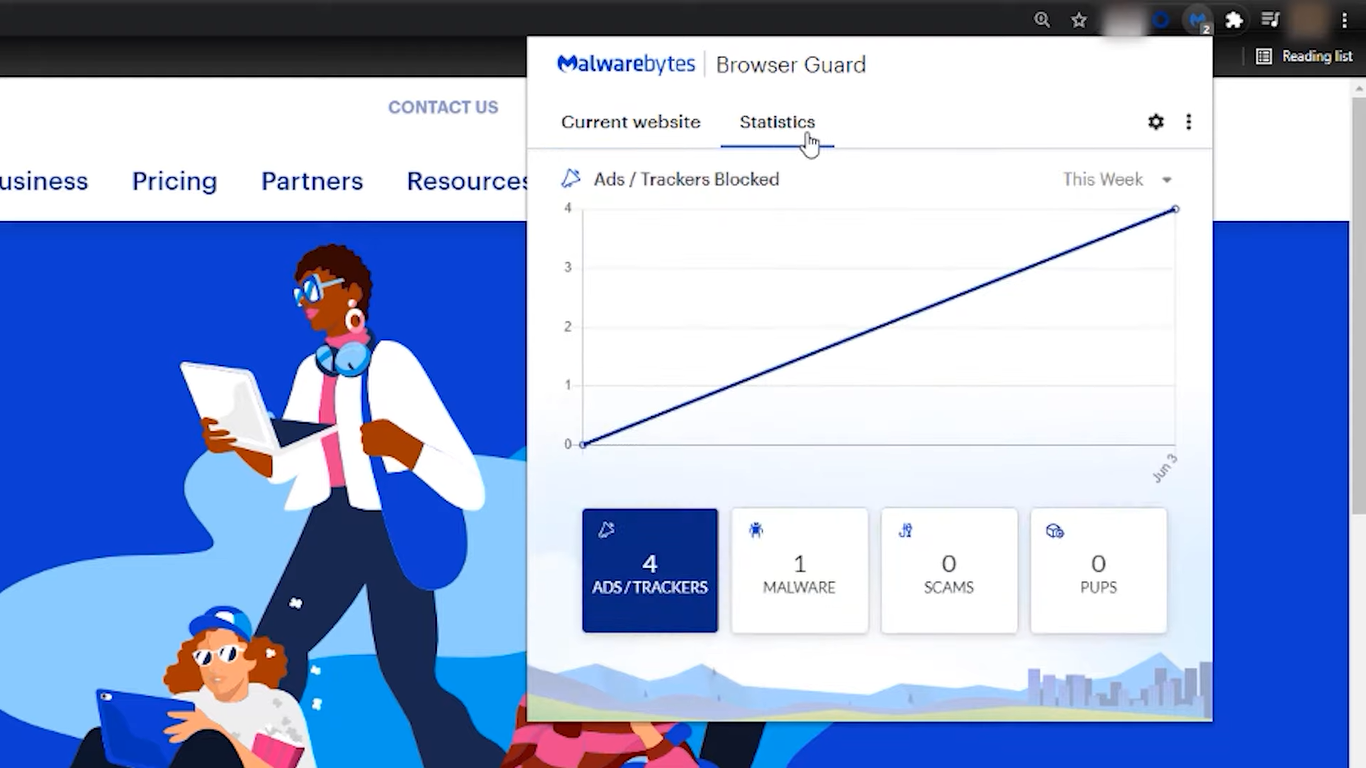 2
Reading list
Malwarebytes | Browser Guard
CONTACT US
Current website Statistics
usiness Pricing Partners Resources
Ads / Trackers Blocked This Week
4
3
2
1
0
Jun 3
4 1 0 0
ADS / TRACKERS MALWARE SCAMS PUPS